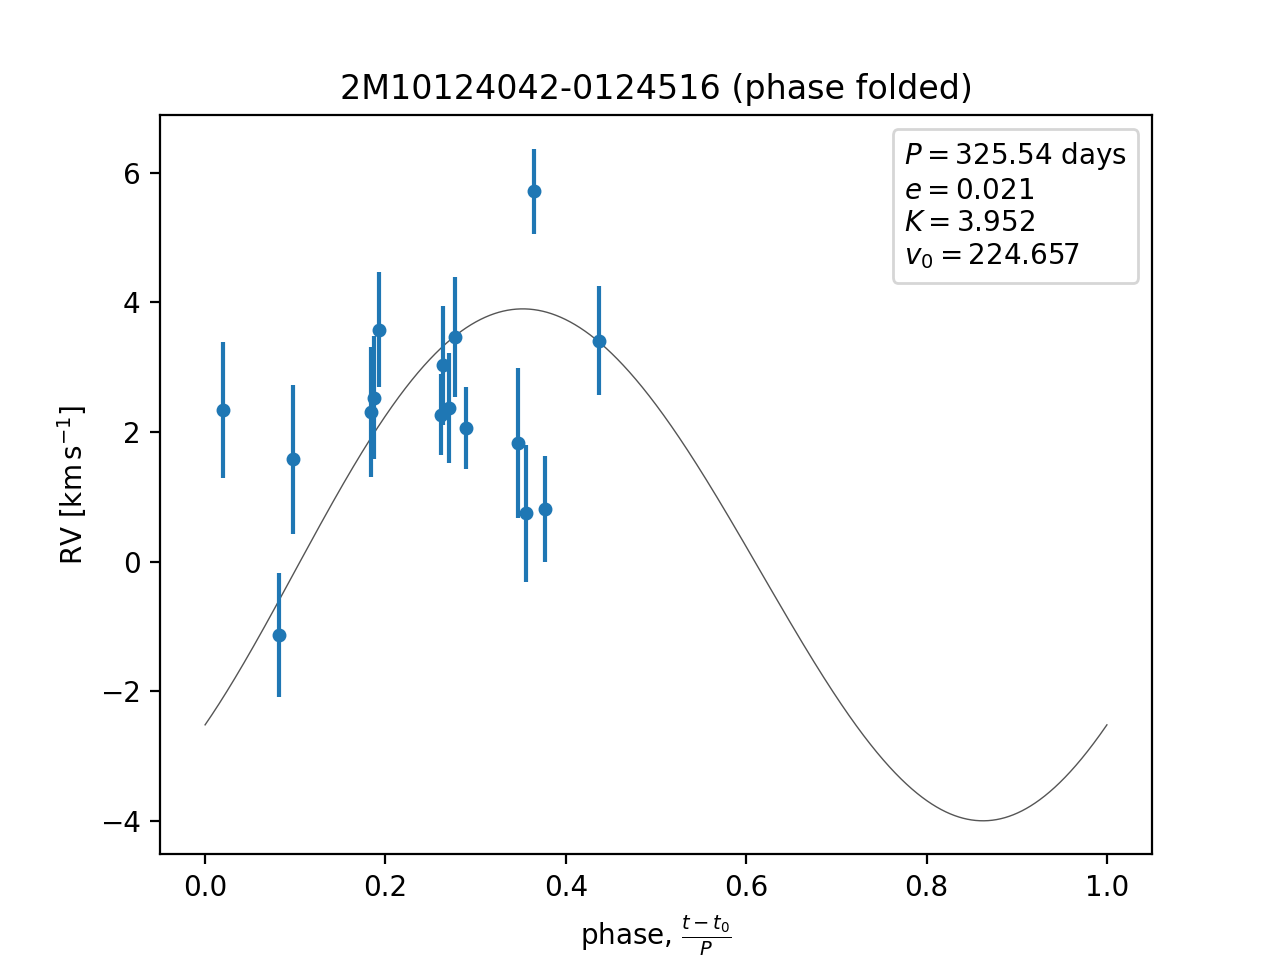 2M10124042-0124516 (phase folded)
P = 325.54 days
e = 0.021
K = 3.952
v₀ = 224.657
RV [km s⁻¹]
6
4
2
0
−2
−4
0.0 0.2 0.4 0.6 0.8 1.0
phase, (t − t₀)/P